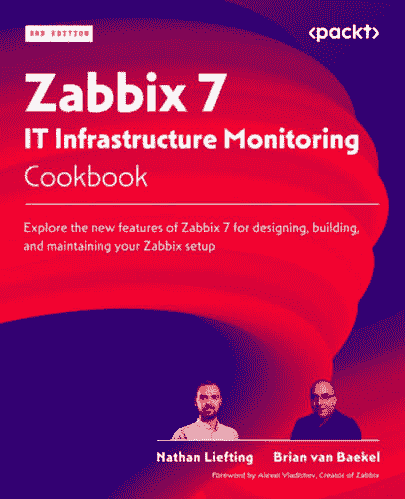 3RD EDITION
<packt>
Zabbix 7
IT Infrastructure Monitoring
Cookbook
Explore the new features of Zabbix 7 for designing, building,
and maintaining your Zabbix setup
Nathan Liefting Brian van Baekel
Foreword by Alexei Vladishev, Creator of Zabbix